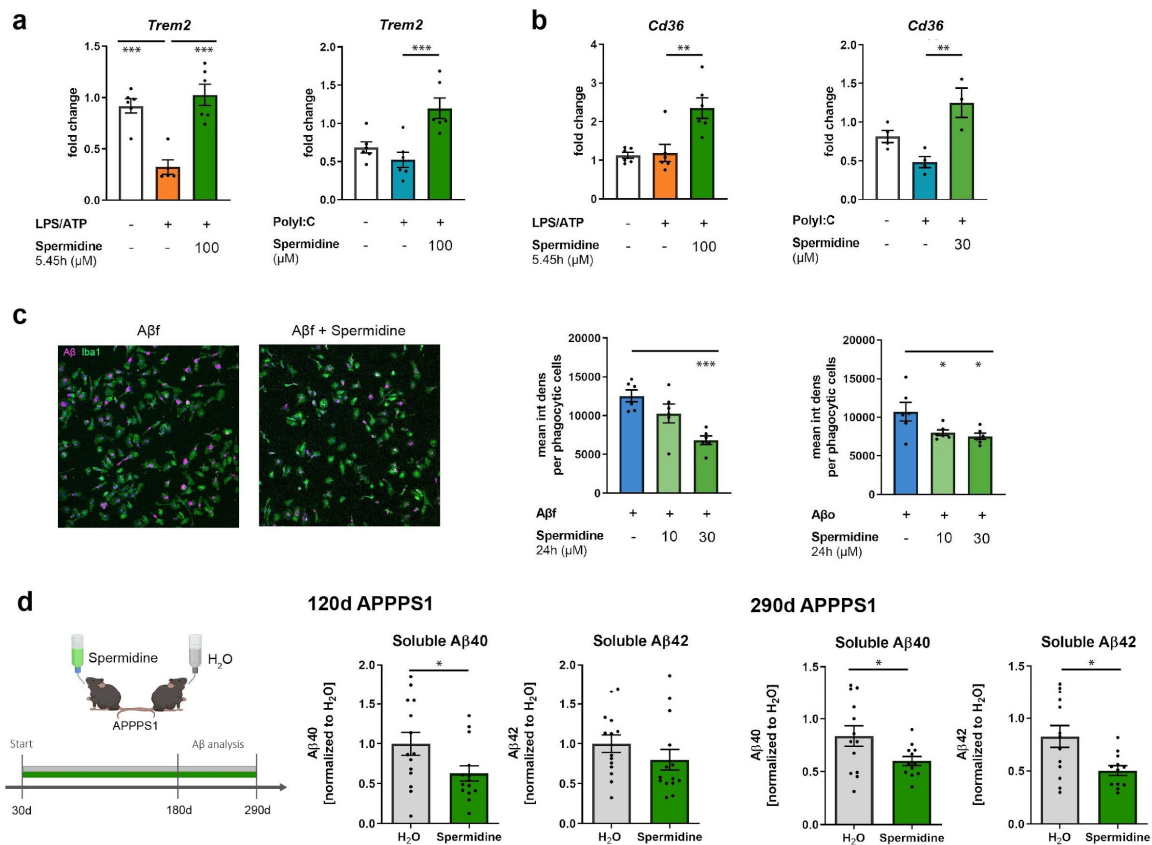 a
Trem2
***
***
fold change
1.5
1.0
0.5
0.0
LPS/ATP
-
+
+
Spermidine
5.45h (µM)
-
-
100
Trem2
***
fold change
2.0
1.5
1.0
0.5
0.0
PolyI:C
-
+
+
Spermidine
(µM)
-
-
100
b
Cd36
**
fold change
4
3
2
1
0
LPS/ATP
-
+
+
Spermidine
5.45h (µM)
-
-
100
Cd36
**
fold change
2.0
1.5
1.0
0.5
0.0
PolyI:C
-
+
+
Spermidine
(µM)
-
-
30
c
Aβf
Aβ Iba1
Aβf + Spermidine
mean int dens
per phagocytic cells
20000
15000
10000
5000
0
***
Aβf
+
+
+
Spermidine
24h (µM)
-
10
30
mean int dens
per phagocytic cells
20000
15000
10000
5000
0
*
*
Aβo
+
+
+
Spermidine
24h (µM)
-
10
30
d
Spermidine
H₂O
APPPS1
Start
Aβ analysis
30d
180d
290d
120d APPPS1
Soluble Aβ40
*
Aβ40
[normalized to H₂O]
2.0
1.5
1.0
0.5
0.0
H₂O
Spermidine
Soluble Aβ42
Aβ42
[normalized to H₂O]
2.0
1.5
1.0
0.5
0.0
H₂O
Spermidine
290d APPPS1
Soluble Aβ40
*
Aβ40
[normalized to H₂O]
1.5
1.0
0.5
0.0
H₂O
Spermidine
Soluble Aβ42
*
Aβ42
[normalized to H₂O]
1.5
1.0
0.5
0.0
H₂O
Spermidine